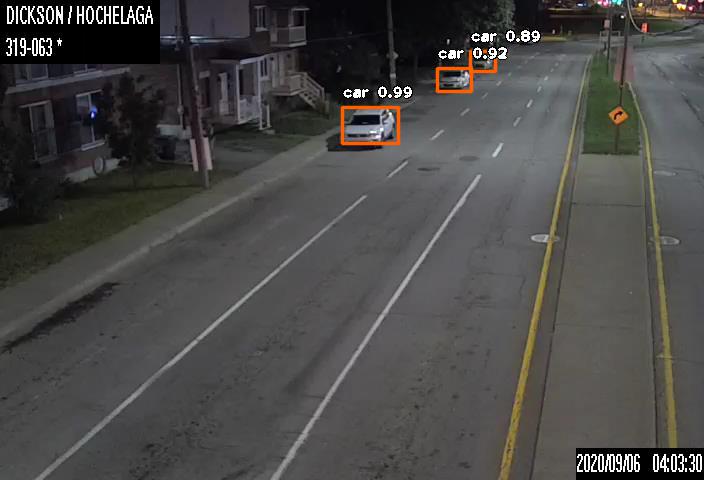 DICKSON / HOCHELAGA
319-063 *
car 0.89
car 0.92
car 0.99
2020/09/06 04:03:30